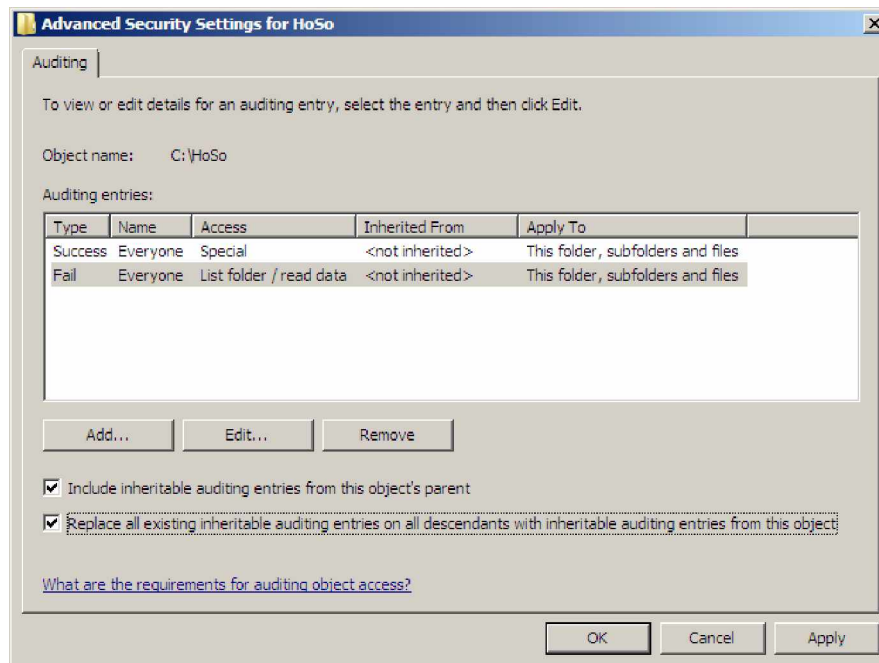 Advanced Security Settings for HoSo
Auditing
To view or edit details for an auditing entry, select the entry and then click Edit.
Object name: C:\HoSo
Auditing entries:
Type Name Access Inherited From Apply To
Success Everyone Special <not inherited> This folder, subfolders and files
Fail Everyone List folder / read data <not inherited> This folder, subfolders and files
Add... Edit... Remove
Include inheritable auditing entries from this object's parent
Replace all existing inheritable auditing entries on all descendants with inheritable auditing entries from this object
What are the requirements for auditing object access?
OK Cancel Apply